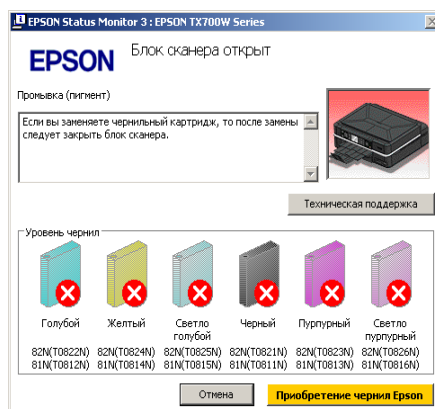 EPSON Status Monitor 3 : EPSON TX700W Series
EPSON
Блок сканера открыт
Промывка (пигмент)
Если вы заменяете чернильный картридж, то после замены
следует закрыть блок сканера.
Техническая поддержка
Уровень чернил
Голубой Желтый Светло голубой Черный Пурпурный Светло пурпурный
82N(T0822N) 82N(T0824N) 82N(T0825N) 82N(T0821N) 82N(T0823N) 82N(T0826N)
81N(T0812N) 81N(T0814N) 81N(T0815N) 81N(T0811N) 81N(T0813N) 81N(T0816N)
Отмена Приобретение чернил Epson